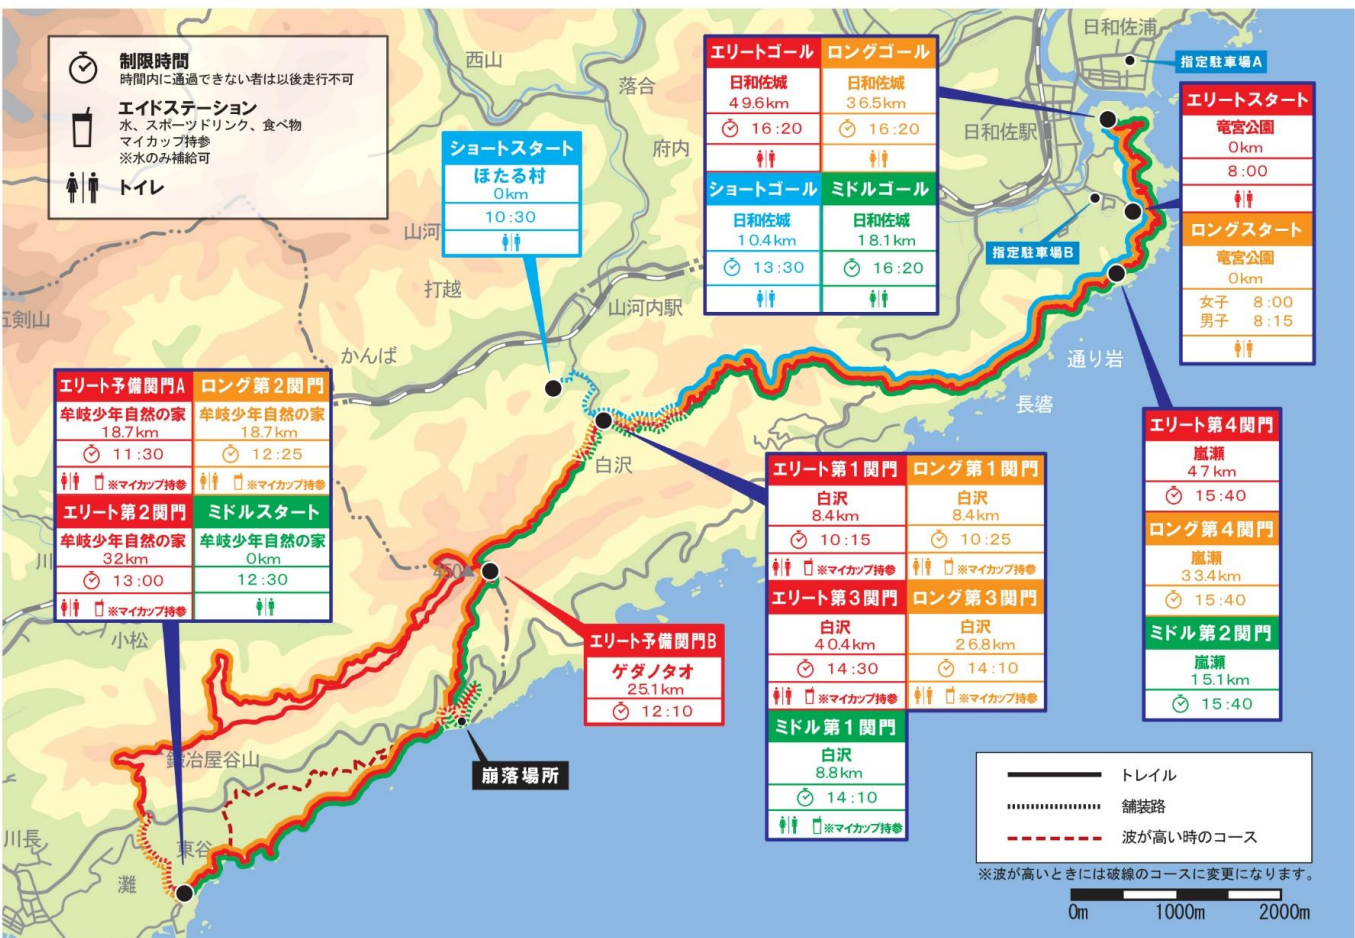 制限時間
時間内に通過できない者は以後走行不可
エイドステーション
水、スポーツドリンク、食べ物
マイカップ持参
※水のみ補給可
トイレ
西山
落合
府内
山河
打越
山河内駅
かんば
五剣山
日和佐浦
日和佐駅
指定駐車場A
指定駐車場B
通り岩
白沢
450
小松
川
鍛冶屋谷山
川長
東谷
灘
ショートスタート
ほたる村
0km
10:30
エリートゴール
日和佐城
49.6km
16:20
ロングゴール
日和佐城
36.5km
16:20
ショートゴール
日和佐城
10.4km
13:30
ミドルゴール
日和佐城
18.1km
16:20
エリートスタート
竜宮公園
0km
8:00
ロングスタート
竜宮公園
0km
女子 8:00
男子 8:15
エリート予備関門A
牟岐少年自然の家
18.7km
11:30
※マイカップ持参
ロング第2関門
牟岐少年自然の家
18.7km
12:25
※マイカップ持参
エリート第2関門
牟岐少年自然の家
32km
13:00
※マイカップ持参
ミドルスタート
牟岐少年自然の家
0km
12:30
エリート予備関門B
ゲダノタオ
25.1km
12:10
崩落場所
エリート第1関門
白沢
8.4km
10:15
※マイカップ持参
ロング第1関門
白沢
8.4km
10:25
※マイカップ持参
エリート第3関門
白沢
40.4km
14:30
※マイカップ持参
ロング第3関門
白沢
26.8km
14:10
※マイカップ持参
ミドル第1関門
白沢
8.8km
14:10
※マイカップ持参
エリート第4関門
嵐瀬
47km
15:40
ロング第4関門
嵐瀬
33.4km
15:40
ミドル第2関門
嵐瀬
15.1km
15:40
トレイル
舗装路
波が高い時のコース
※波が高いときには破線のコースに変更になります。
0m 1000m 2000m